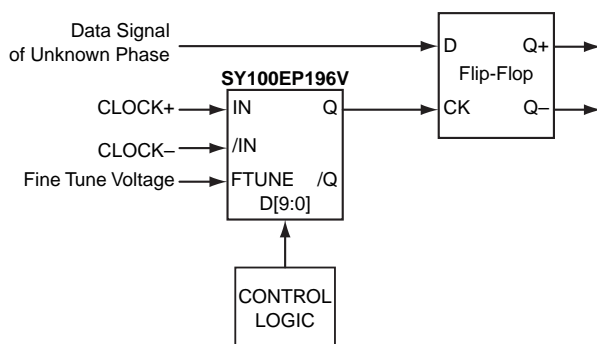 Data Signal
of Unknown Phase
D Q+
Flip-Flop
CK Q–
SY100EP196V
CLOCK+
IN Q
CLOCK–
/IN
Fine Tune Voltage
FTUNE /Q
D[9:0]
CONTROL
LOGIC